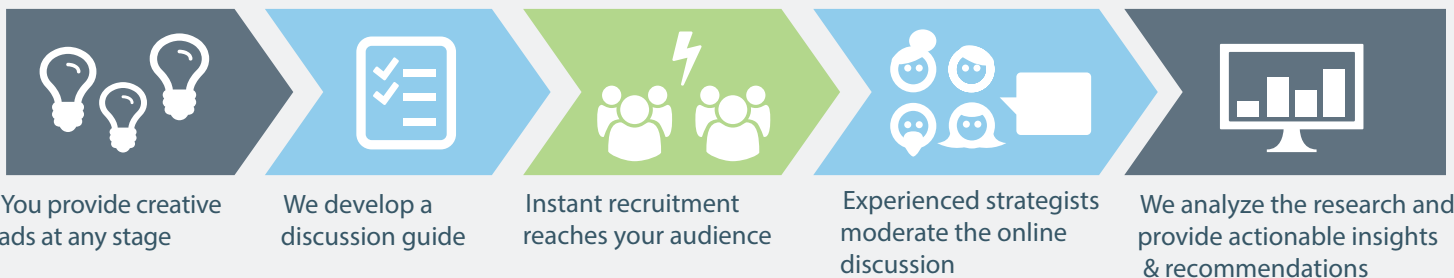 You provide creative
ads at any stage
We develop a
discussion guide
Instant recruitment
reaches your audience
Experienced strategists
moderate the online
discussion
We analyze the research and
provide actionable insights
& recommendations